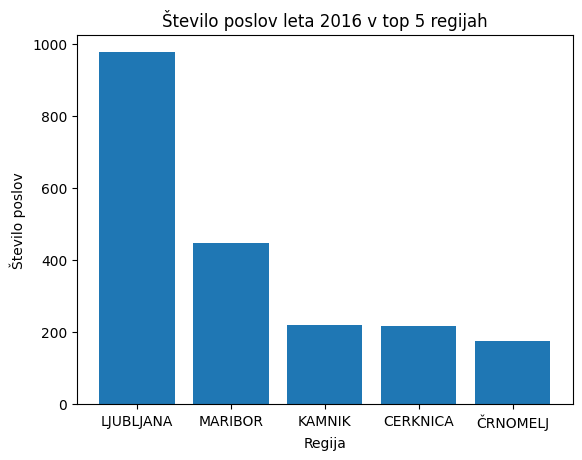 Število poslov leta 2016 v top 5 regijah
Število poslov
1000
800
600
400
200
0
LJUBLJANA MARIBOR KAMNIK CERKNICA ČRNOMELJ
Regija